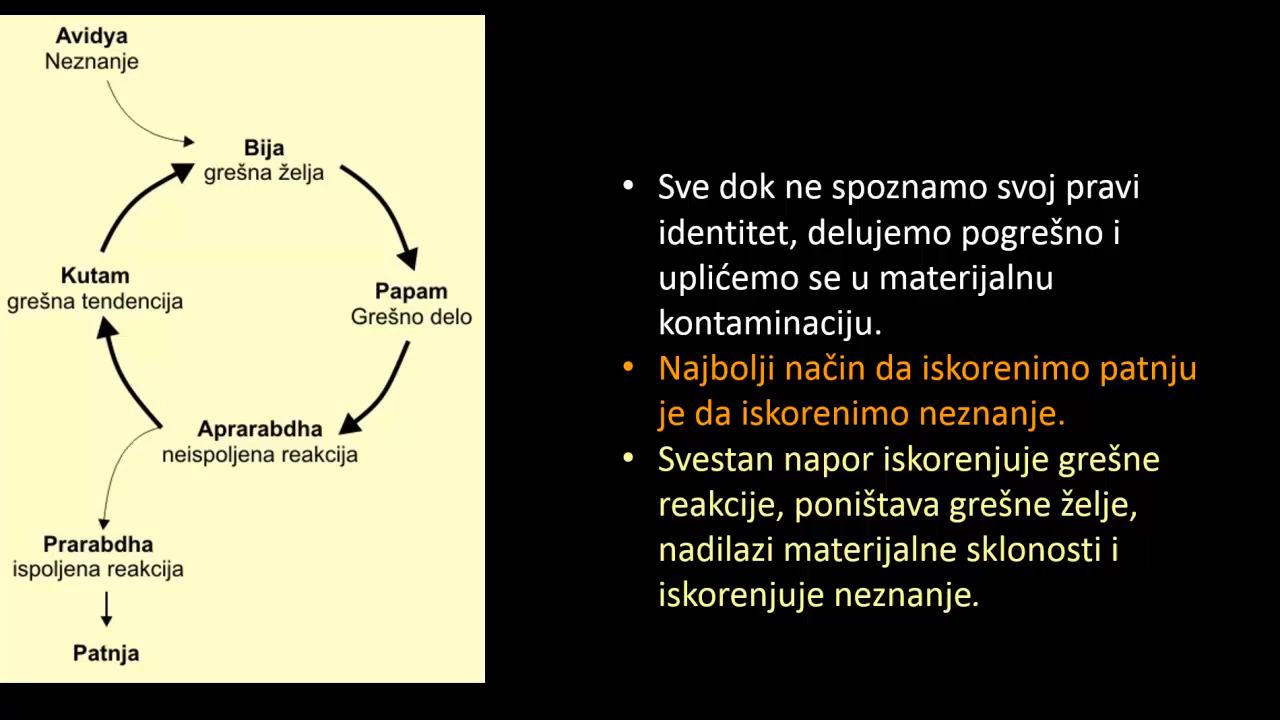 Avidya
Neznanje
Bija
grešna želja
Kutam
grešna tendencija
Papam
Grešno delo
Aprarabdha
neispoljena reakcija
Prarabdha
ispoljena reakcija
Patnja
• Sve dok ne spoznamo svoj pravi
identitet, delujemo pogrešno i
uplićemo se u materijalnu
kontaminaciju.
• Najbolji način da iskorenimo patnju
je da iskorenimo neznanje.
• Svestan napor iskorenjuje grešne
reakcije, poništava grešne želje,
nadilazi materijalne sklonosti i
iskorenjuje neznanje.